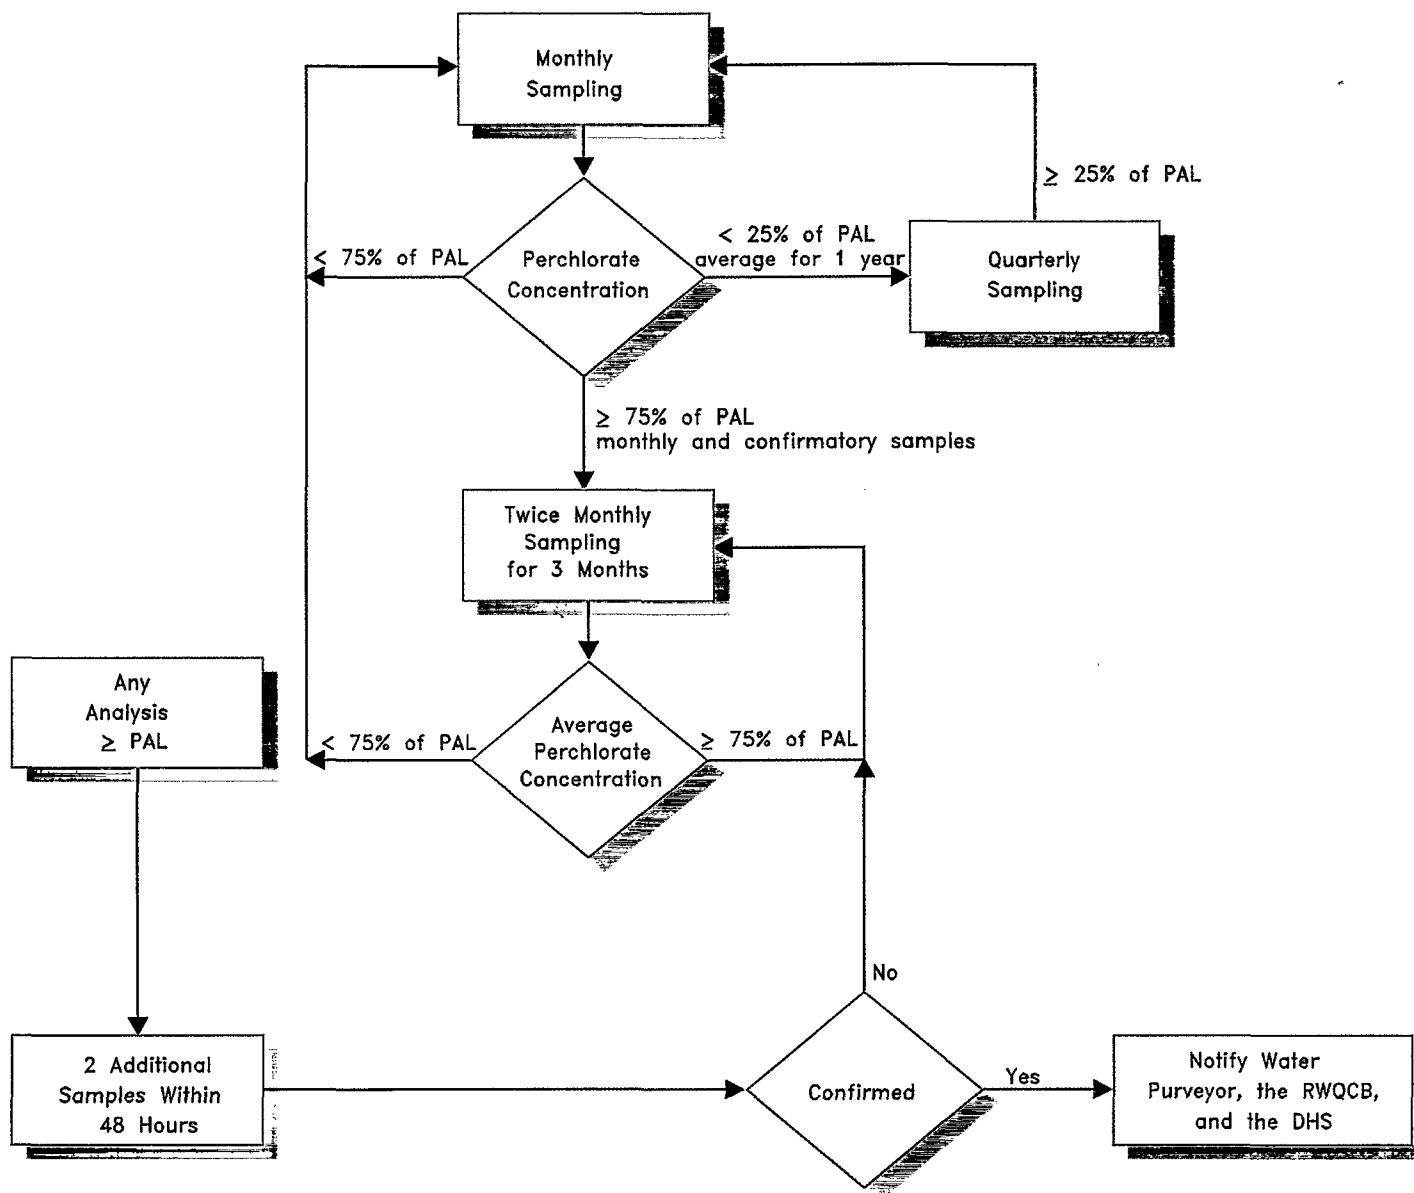 Monthly
Sampling
≥ 25% of PAL
< 75% of PAL
Perchlorate
Concentration
< 25% of PAL
average for 1 year
Quarterly
Sampling
≥ 75% of PAL
monthly and confirmatory samples
Twice Monthly
Sampling
for 3 Months
Any
Analysis
≥ PAL
< 75% of PAL
Average
Perchlorate
Concentration
≥ 75% of PAL
No
2 Additional
Samples Within
48 Hours
Confirmed
Yes
Notify Water
Purveyor, the RWQCB,
and the DHS